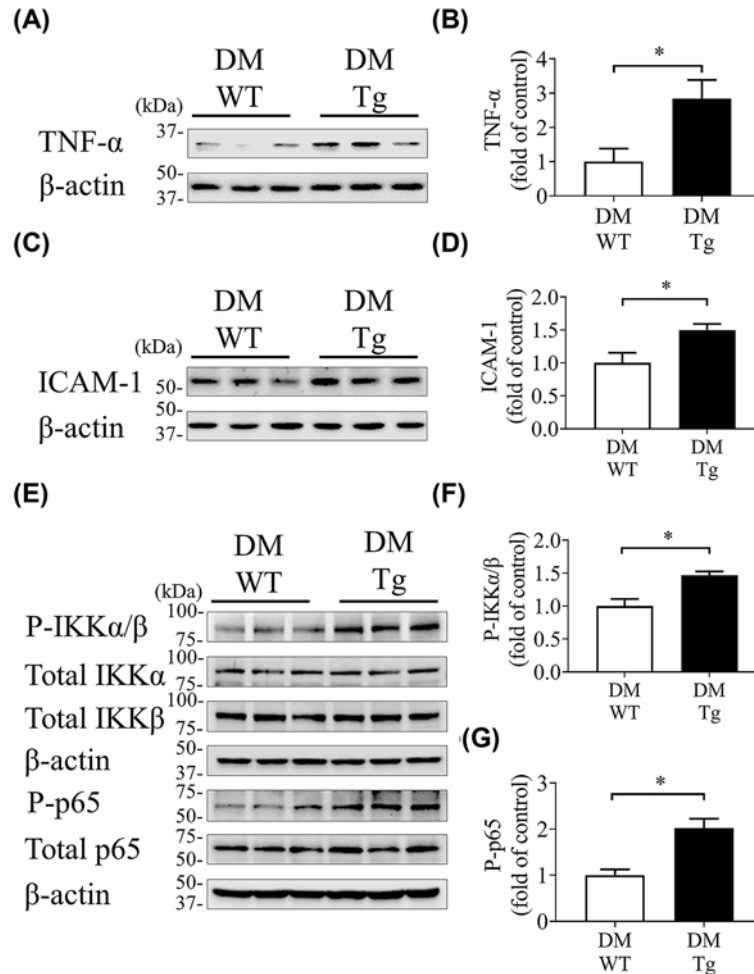 (A)
DM DM
WT Tg
(kDa)
TNF-α 37-
β-actin 50-
37-
(B)
TNF-α
(fold of control)
4
3
2
1
0
*
DM DM
WT Tg
(C)
DM DM
WT Tg
(kDa)
ICAM-1 50-
β-actin 50-
37-
(D)
ICAM-1
(fold of control)
2.0
1.5
1.0
0.5
0.0
*
DM DM
WT Tg
(E)
DM DM
WT Tg
(kDa)
P-IKKα/β 100-
75-
Total IKKα 100-
75-
Total IKKβ 100-
75-
β-actin 50-
37-
P-p65 75-
50-
Total p65 75-
50-
β-actin 50-
37-
(F)
P-IKKα/β
(fold of control)
2.0
1.5
1.0
0.5
0.0
*
DM DM
WT Tg
(G)
P-p65
(fold of control)
3
2
1
0
*
DM DM
WT Tg